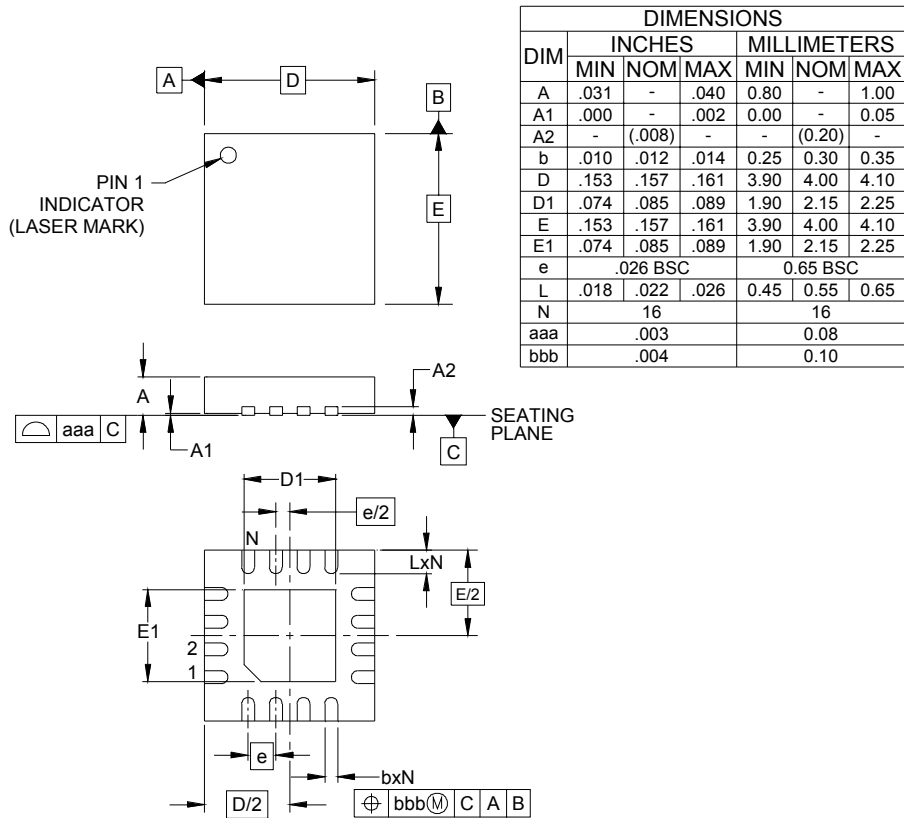 DIMENSIONS
DIM INCHES MILLIMETERS
MIN NOM MAX MIN NOM MAX
A .031 - .040 0.80 - 1.00
A1 .000 - .002 0.00 - 0.05
A2 - (.008) - - (0.20) -
b .010 .012 .014 0.25 0.30 0.35
D .153 .157 .161 3.90 4.00 4.10
D1 .074 .085 .089 1.90 2.15 2.25
E .153 .157 .161 3.90 4.00 4.10
E1 .074 .085 .089 1.90 2.15 2.25
e .026 BSC 0.65 BSC
L .018 .022 .026 0.45 0.55 0.65
N 16 16
aaa .003 0.08
bbb .004 0.10
A D
B
PIN 1
INDICATOR
(LASER MARK)
E
A A2
aaa C
A1
SEATING
PLANE
C
D1
e/2
N
LxN
E/2
E1
2
1
e
bxN
D/2
⌖ bbbⓂ C A B